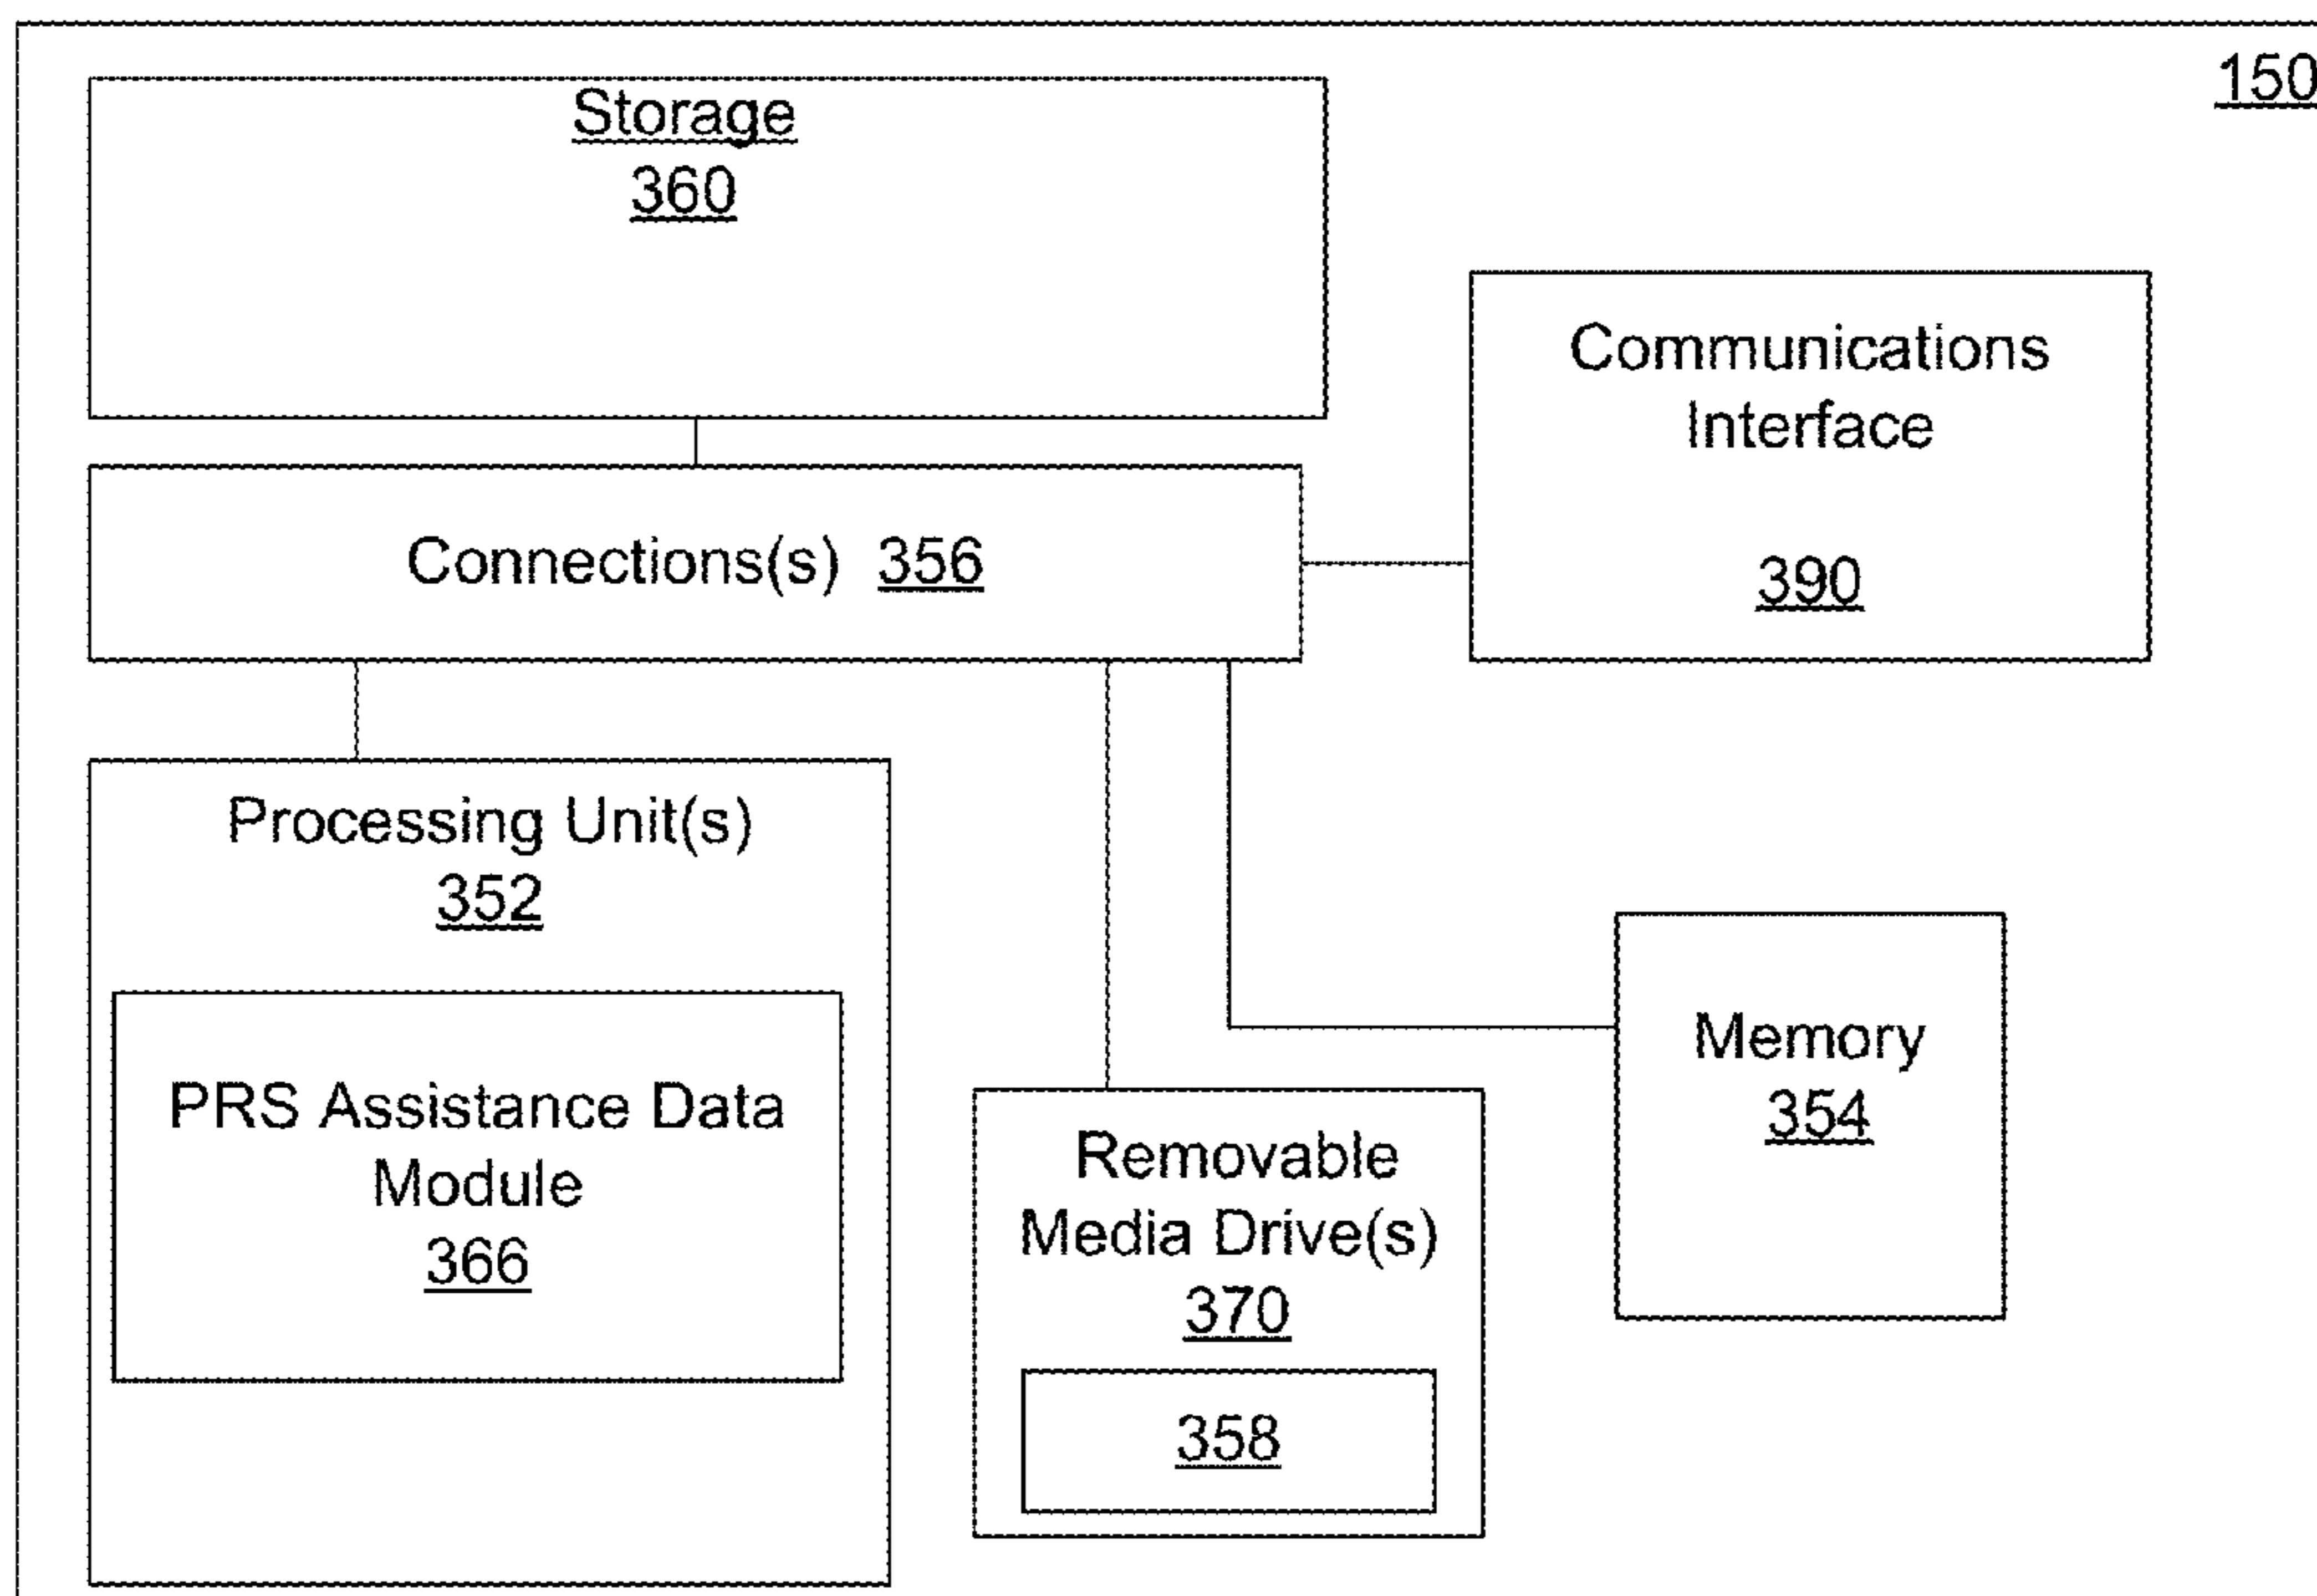 150
Storage
360
Communications
Interface
390
Connections(s) 356
Processing Unit(s)
352
PRS Assistance Data
Module
366
Removable
Media Drive(s)
370
358
Memory
354